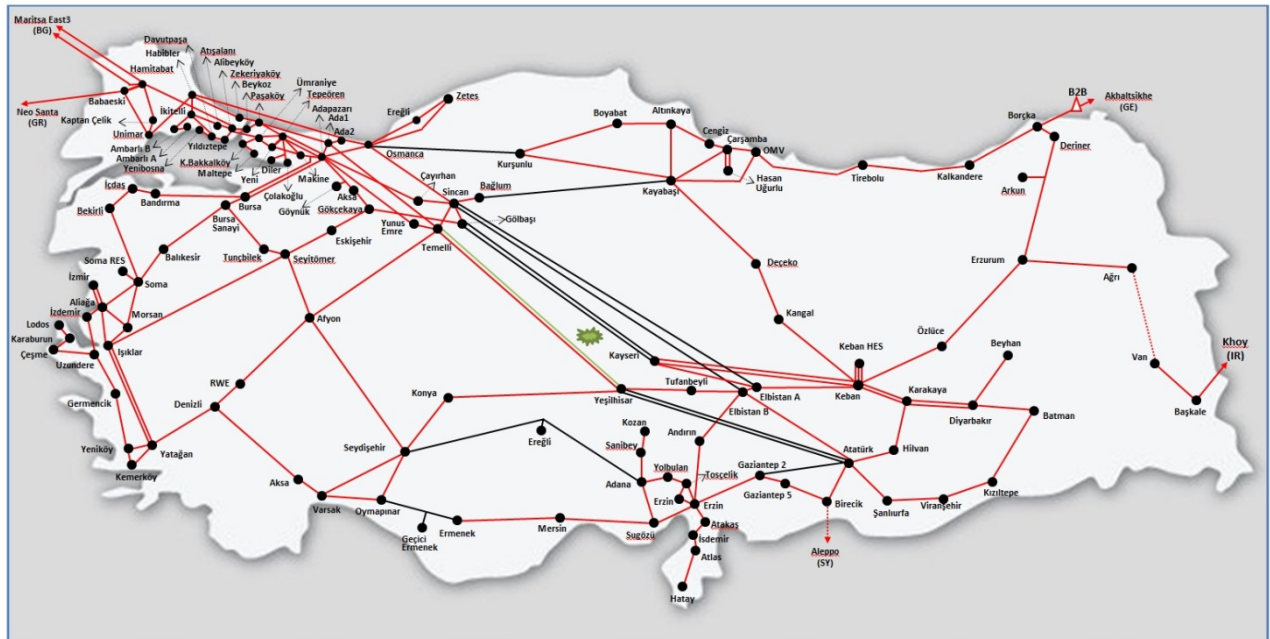 Maritsa East3
(BG)
Davutpaşa
Habibler
Hamitabat
Atışalanı
Alibeyköy
Zekeriyaköy
Beykoz
Paşaköy
Ümraniye
Tepeören
Adapazarı
Ada1
Ada2
Zetes
Ereğli
Osmanca
Babaeski
Neo Santa
(GR)
Kaptan Çelik
Unimar
İkitelli
Ambarlı B
Ambarlı A
Yenibosna
Yıldıztepe
K.Bakkalköy
Maltepe
Yeni
Diler
Çolakoğlu
Makine
Göynük
Aksa
Gökçekaya
Çayırhan
Sincan
Bağlum
Gölbaşı
Yunus
Emre
Temelli
Kurşunlu
Boyabat
Altınkaya
Cengiz
Çarşamba
OMV
Hasan
Uğurlu
Kayabaşı
Tirebolu
Kalkandere
Borçka
B2B
Akhaltsikhe
(GE)
Deriner
Arkun
İçdaş
Bandırma
Bekirli
Bursa
Bursa
Sanayi
Balıkesir
Tunçbilek
Seyitömer
Eskişehir
Soma RES
İzmir
Soma
Aliağa
İzdemir
Lodos
Karaburun
Çeşme
Uzundere
Morsan
Işıklar
Afyon
Deçeko
Kangal
Erzurum
Ağrı
Van
Khoy
(IR)
Başkale
Özlüce
Keban HES
Beyhan
Keban
Karakaya
Diyarbakır
Batman
Kayseri
Tufanbeyli
Elbistan A
Elbistan B
Yeşilhisar
RWE
Denizli
Germencik
Yeniköy
Kemerköy
Yatağan
Konya
Seydişehir
Ereğli
Kozan
Sanibey
Andırın
Gaziantep 2
Atatürk
Hilvan
Aksa
Varsak
Oymapınar
Adana
Yolbulan
Tosçelik
Erzin
Erzin
Gaziantep 5
Birecik
Şanlıurfa
Viranşehir
Kızıltepe
Geçici
Ermenek
Ermenek
Mersin
Sugözü
Atakaş
İsdemir
Atlas
Hatay
Aleppo
(SY)